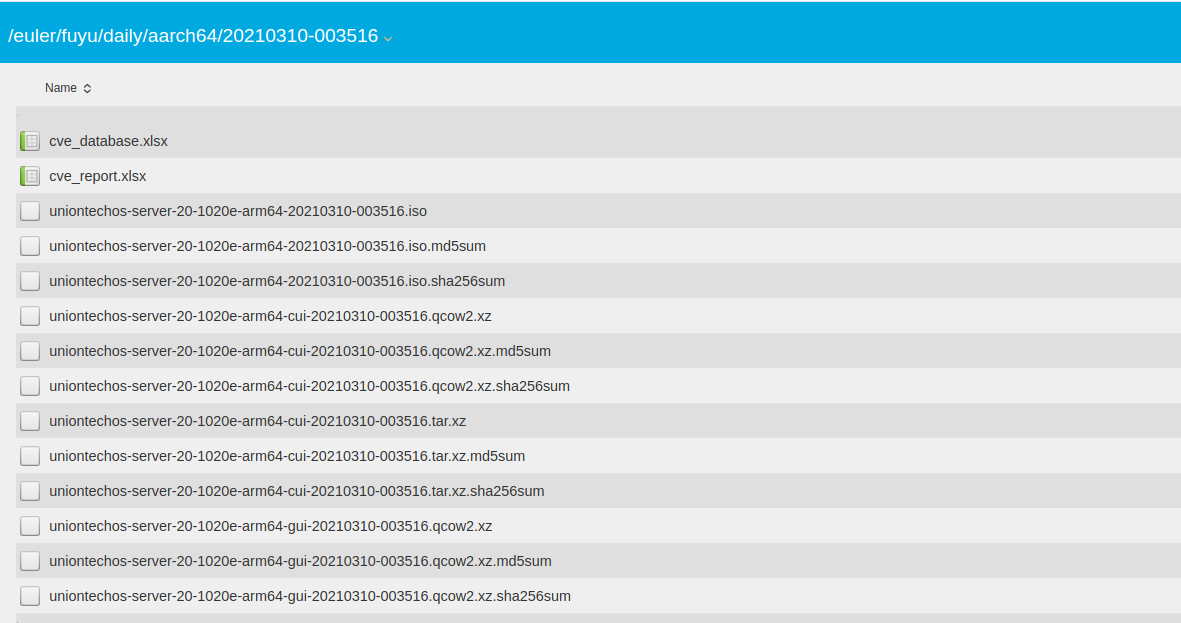 /euler/fuyu/daily/aarch64/20210310-003516
Name
cve_database.xlsx
cve_report.xlsx
uniontechos-server-20-1020e-arm64-20210310-003516.iso
uniontechos-server-20-1020e-arm64-20210310-003516.iso.md5sum
uniontechos-server-20-1020e-arm64-20210310-003516.iso.sha256sum
uniontechos-server-20-1020e-arm64-cui-20210310-003516.qcow2.xz
uniontechos-server-20-1020e-arm64-cui-20210310-003516.qcow2.xz.md5sum
uniontechos-server-20-1020e-arm64-cui-20210310-003516.qcow2.xz.sha256sum
uniontechos-server-20-1020e-arm64-cui-20210310-003516.tar.xz
uniontechos-server-20-1020e-arm64-cui-20210310-003516.tar.xz.md5sum
uniontechos-server-20-1020e-arm64-cui-20210310-003516.tar.xz.sha256sum
uniontechos-server-20-1020e-arm64-gui-20210310-003516.qcow2.xz
uniontechos-server-20-1020e-arm64-gui-20210310-003516.qcow2.xz.md5sum
uniontechos-server-20-1020e-arm64-gui-20210310-003516.qcow2.xz.sha256sum